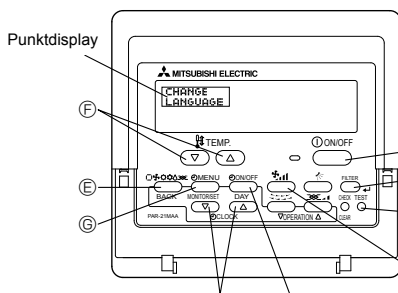 Punktdisplay
MITSUBISHI ELECTRIC
CHANGE
LANGUAGE
TEMP.
ON/OFF
F
MENU
ON/OFF
FILTER
E
BACK
MONITOR/SET
DAY
CHECK TEST
PAR-21MAA
CLOCK
OPERATION
CLEAR
G